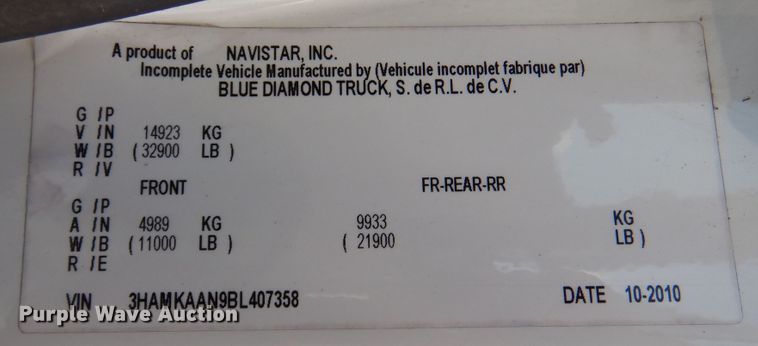 A product of NAVISTAR, INC.
Incomplete Vehicle Manufactured by (Vehicule incomplet fabrique par)
BLUE DIAMOND TRUCK, S. de R.L. de C.V.
G /P
V /N 14923 KG
W /B ( 32900 LB )
R /V
FRONT FR-REAR-RR
G /P
A /N 4989 KG 9933 KG
W /B ( 11000 LB ) ( 21900 LB )
R /E
VIN 3HAMKAAN9BL407358 DATE 10-2010
Purple Wave Auction